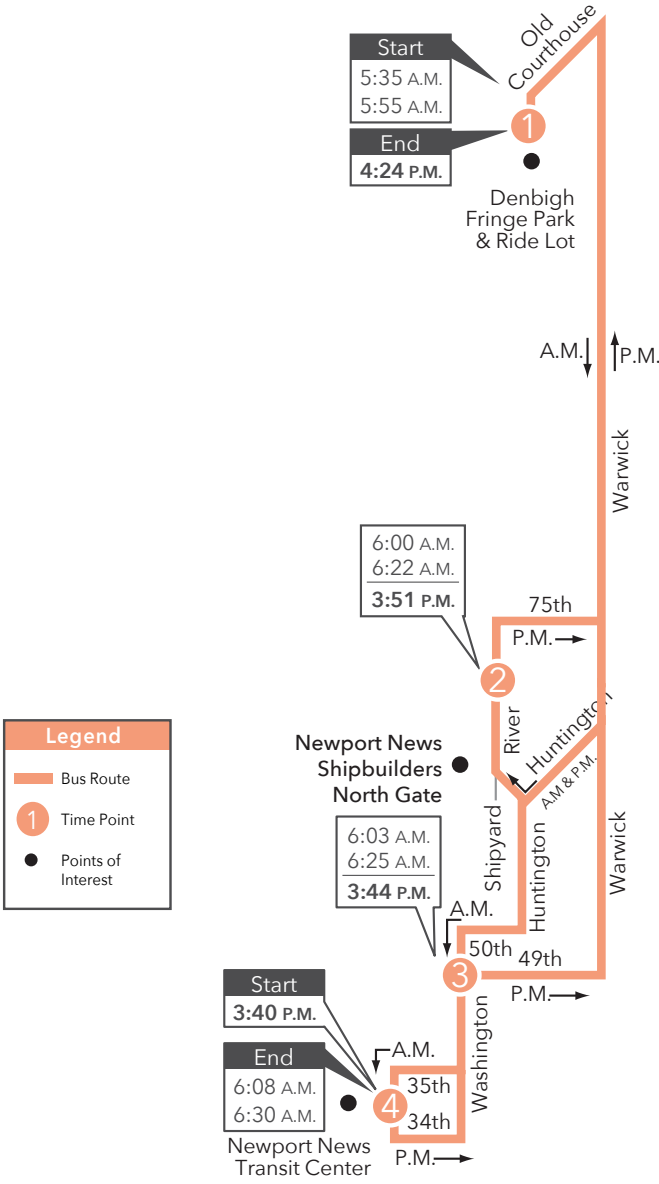 Old
Courthouse
Start
5:35 A.M.
5:55 A.M.
1
End
4:24 P.M.
Denbigh
Fringe Park
& Ride Lot
A.M.
P.M.
Warwick
6:00 A.M.
6:22 A.M.
3:51 P.M.
75th
P.M.
2
River
Huntington
A.M & P.M.
Newport News
Shipbuilders
North Gate
Shipyard
Huntington
Warwick
Legend
Bus Route
1 Time Point
Points of
Interest
6:03 A.M.
6:25 A.M.
3:44 P.M.
A.M.
50th
49th
3
P.M.
Washington
Start
3:40 P.M.
End
6:08 A.M.
6:30 A.M.
A.M.
35th
4
34th
Newport News
Transit Center
P.M.